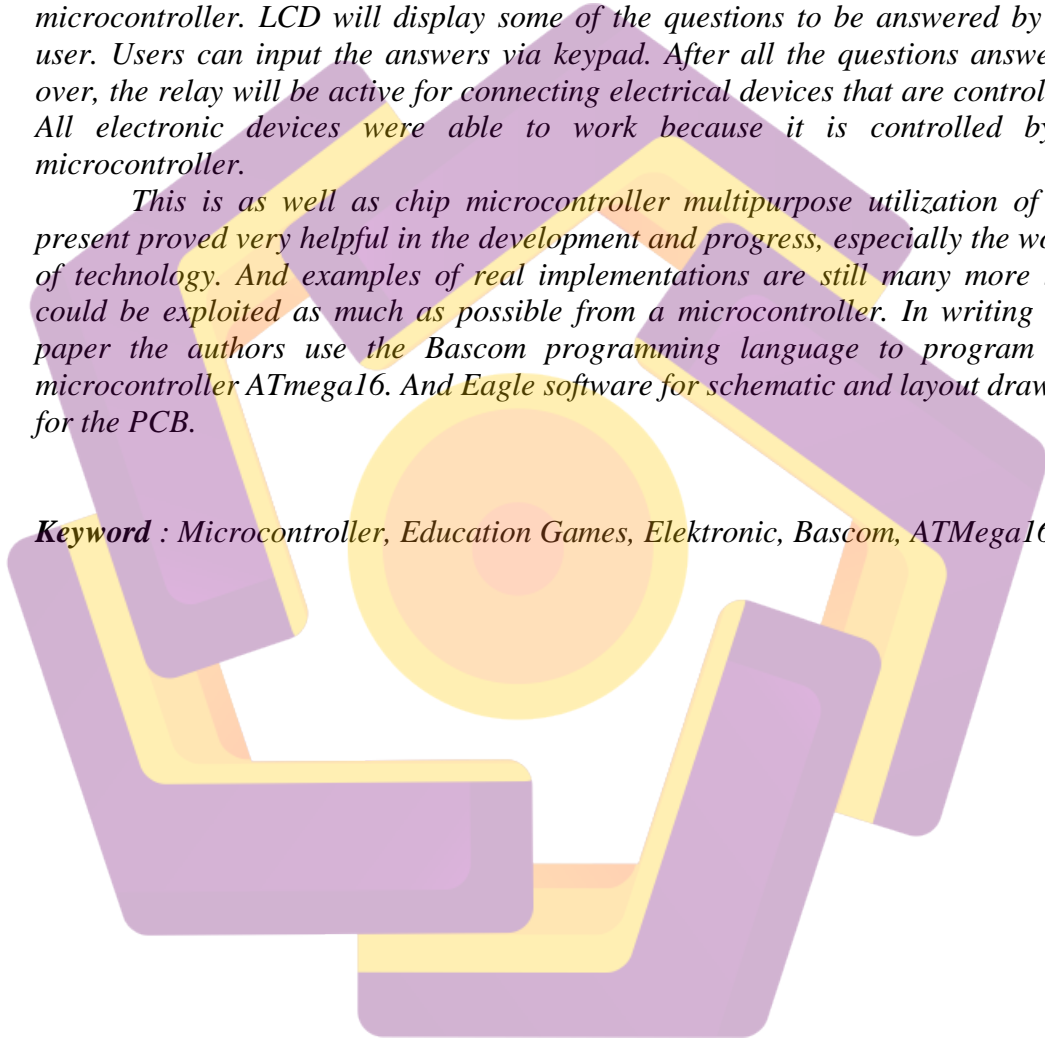 microcontroller. LCD will display some of the questions to be answered by
user. Users can input the answers via keypad. After all the questions answe
over, the relay will be active for connecting electrical devices that are control
All electronic devices were able to work because it is controlled by
microcontroller.
This is as well as chip microcontroller multipurpose utilization of
present proved very helpful in the development and progress, especially the wo
of technology. And examples of real implementations are still many more
could be exploited as much as possible from a microcontroller. In writing
paper the authors use the Bascom programming language to program
microcontroller ATmega16. And Eagle software for schematic and layout draw
for the PCB.
Keyword : Microcontroller, Education Games, Elektronic, Bascom, ATMega16